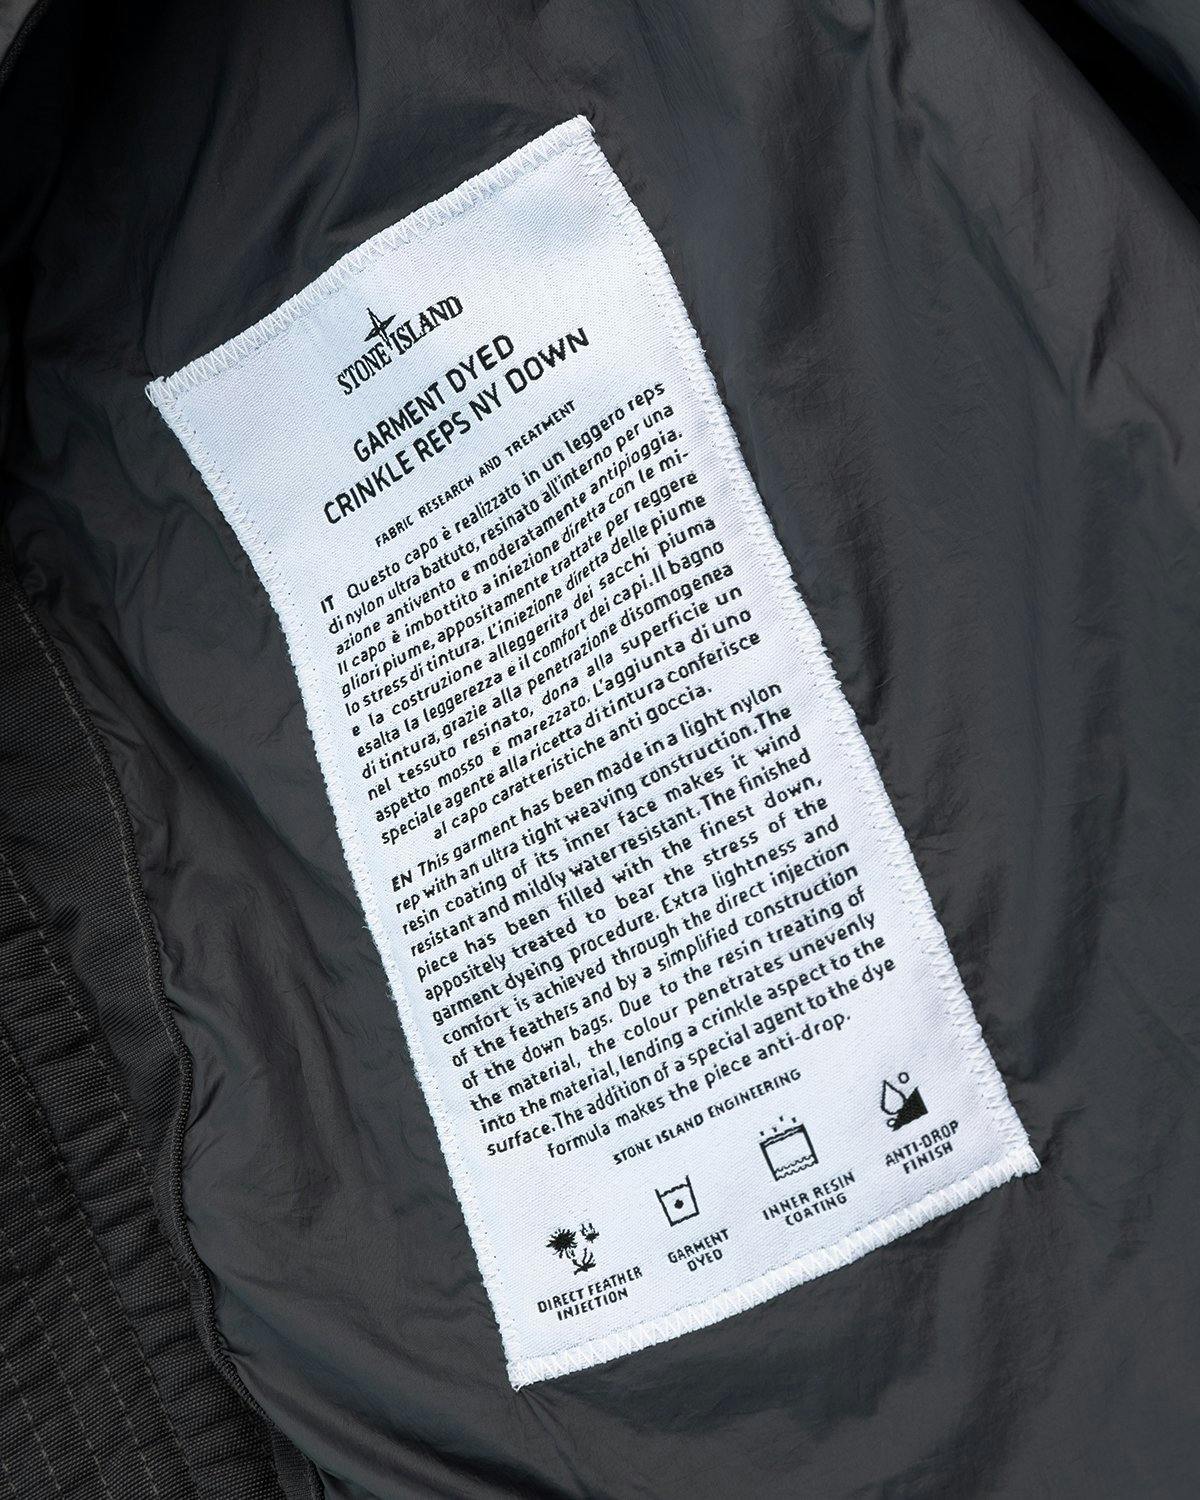 STONE ISLAND
GARMENT DYED
CRINKLE REPS NY DOWN
FABRIC RESEARCH AND TREATMENT
IT Questo capo è realizzato in un leggero reps
di nylon ultra battuto, resinato all'interno per una
azione antivento e moderatamente antipioggia.
Il capo è imbottito a iniezione diretta con le mi-
gliori piume, appositamente trattate per reggere
lo stress di tintura. L'iniezione diretta delle piume
e la costruzione alleggerita dei sacchi piuma
esalta la leggerezza e il comfort dei capi. Il bagno
di tintura, grazie alla penetrazione disomogenea
nel tessuto resinato, dona alla superficie un
aspetto mosso e marezzato. L'aggiunta di uno
speciale agente alla ricetta di tintura conferisce
al capo caratteristiche anti goccia.
EN This garment has been made in a light nylon
rep with an ultra tight weaving construction. The
resin coating of its inner face makes it wind
resistant and mildly water resistant. The finished
piece has been filled with the finest down,
appositely treated to bear the stress of the
garment dyeing procedure. Extra lightness and
comfort is achieved through the direct injection
of the feathers and by a simplified construction
of the down bags. Due to the resin treating of
the material, the colour penetrates unevenly
into the material, lending a crinkle aspect to the
surface. The addition of a special agent to the dye
formula makes the piece anti-drop.
STONE ISLAND ENGINEERING
DIRECT FEATHER
INJECTION
GARMENT
DYED
INNER RESIN
COATING
ANTI-DROP
FINISH